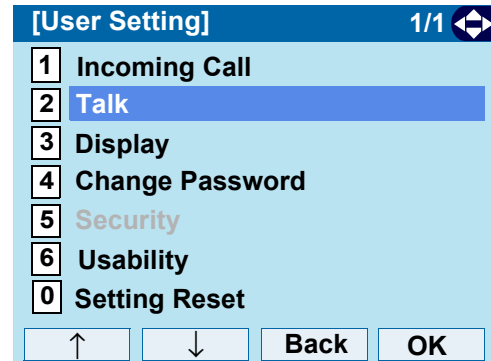 [User Setting] 1/1
1 Incoming Call
2 Talk
3 Display
4 Change Password
5 Security
6 Usability
0 Setting Reset
↑ ↓ Back OK